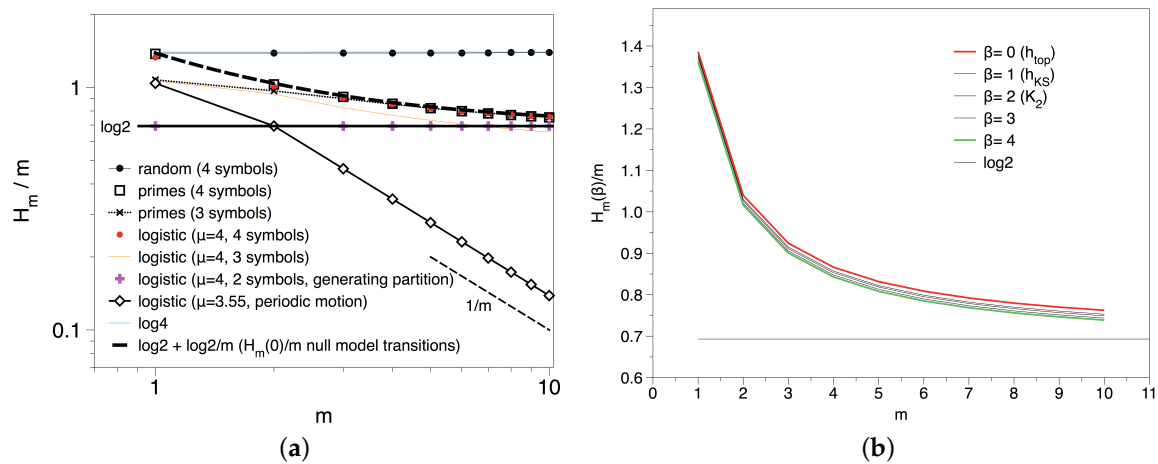 1
0.1
log2
H_m / m
random (4 symbols)
primes (4 symbols)
primes (3 symbols)
logistic (μ=4, 4 symbols)
logistic (μ=4, 3 symbols)
logistic (μ=4, 2 symbols, generating partition)
logistic (μ=3.55, periodic motion)
log4
log2 + log2/m (H_m(0)/m null model transitions)
1/m
1 10
m
(a)
1.4
1.3
1.2
1.1
1.0
0.9
0.8
0.7
0.6
H_m(β)/m
β= 0 (h_top)
β= 1 (h_KS)
β= 2 (K_2)
β= 3
β= 4
log2
0 1 2 3 4 5 6 7 8 9 10 11
m
(b)